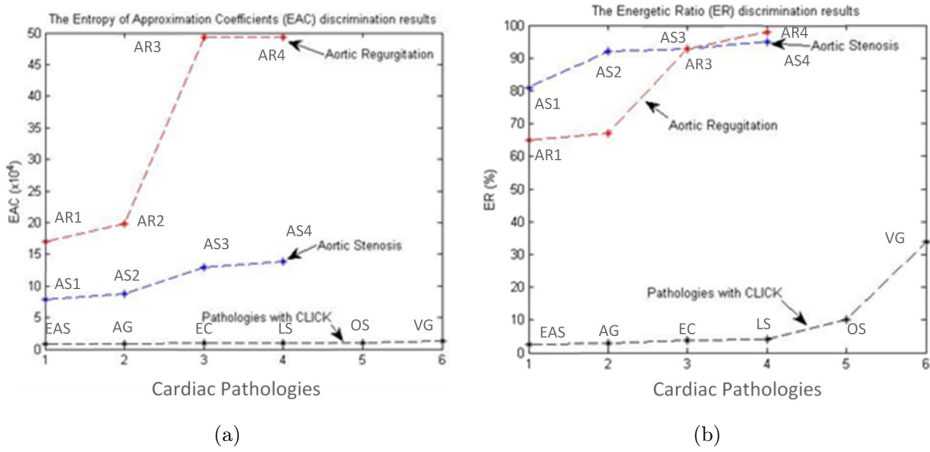 The Entropy of Approximation Coefficients (EAC) discrimination results
50
45
40
35
30
25
20
15
10
5
0
EAC (x10⁴)
AR3
AR4
Aortic Regurgitation
AR1
AR2
AS1
AS2
AS3
AS4
Aortic Stenosis
Pathologies with CLICK
EAS
AG
EC
LS
OS
VG
1 2 3 4 5 6
Cardiac Pathologies
(a)
The Energetic Ratio (ER) discrimination results
100
90
80
70
60
50
40
30
20
10
0
ER (%)
AS1
AS2
AS3
AR4
Aortic Stenosis
AR3
AS4
AR1
Aortic Regugitation
VG
Pathologies with CLICK
EAS
AG
EC
LS
OS
1 2 3 4 5 6
Cardiac Pathologies
(b)